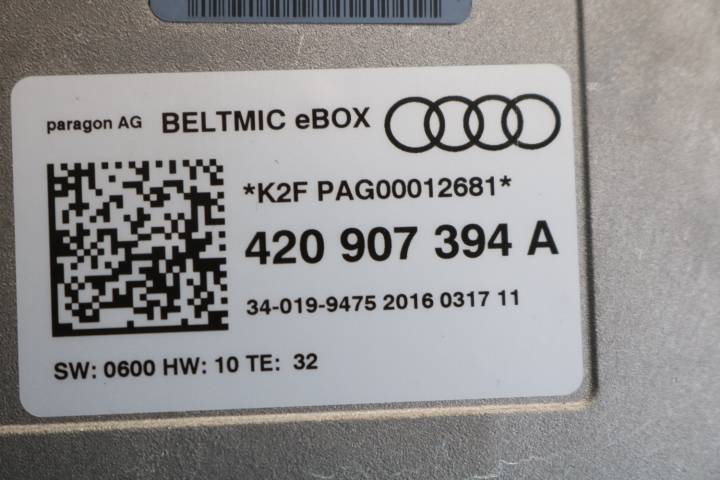 paragon AG BELTMIC eBOX
*K2F PAG00012681*
420 907 394 A
34-019-9475 2016 0317 11
SW: 0600 HW: 10 TE: 32